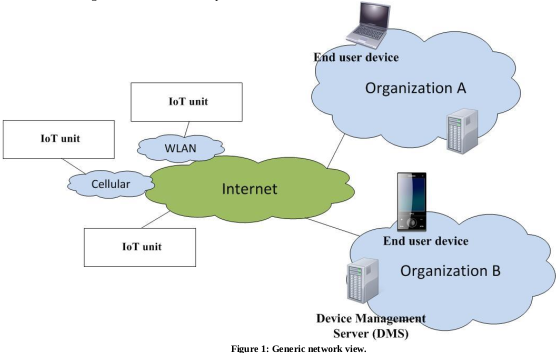 End user device
Organization A
IoT unit
IoT unit
WLAN
Cellular
Internet
IoT unit
End user device
Organization B
Device Management
Server (DMS)
Figure 1: Generic network view.